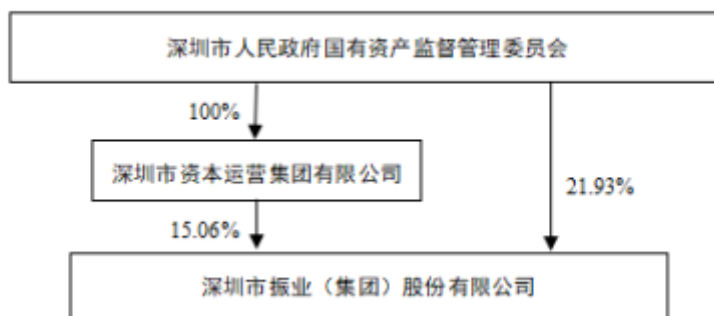 深圳市人民政府国有资产监督管理委员会
100%
深圳市资本运营集团有限公司
21.93%
15.06%
深圳市振业（集团）股份有限公司